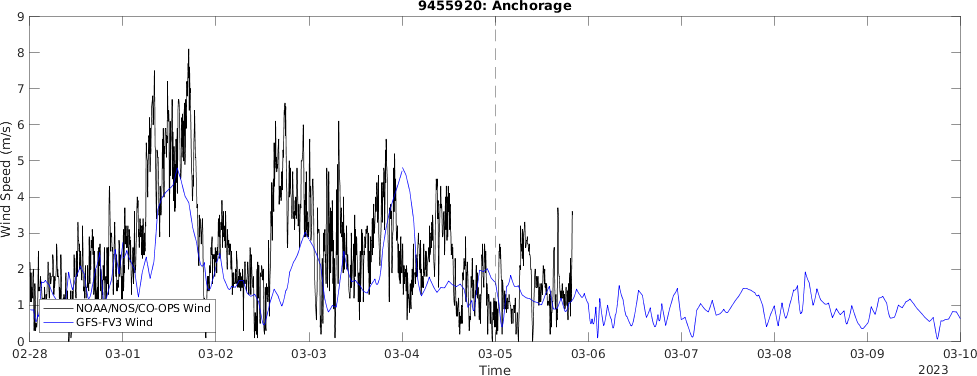 9455920: Anchorage
9
8
7
6
5
4
3
2
1
0
Wind Speed (m/s)
NOAA/NOS/CO-OPS Wind
GFS-FV3 Wind
02-28 03-01 03-02 03-03 03-04 03-05 03-06 03-07 03-08 03-09 03-10
Time
2023